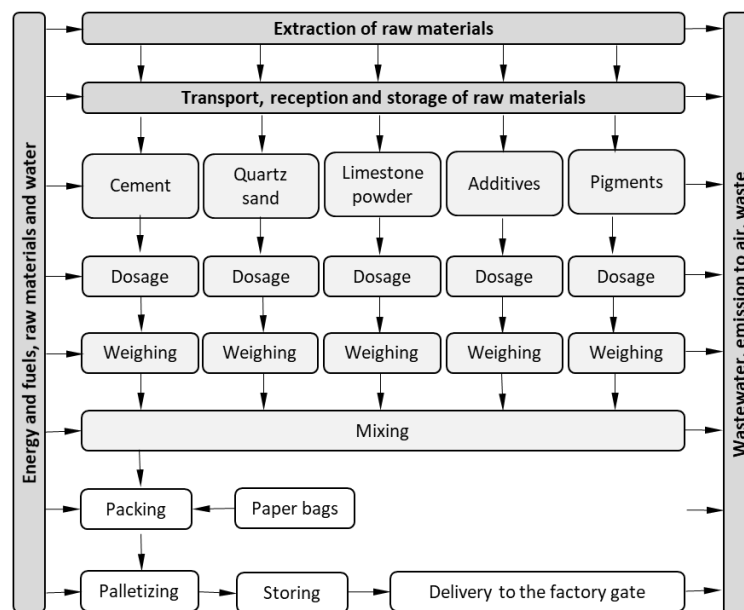 Extraction of raw materials
Transport, reception and storage of raw materials
Cement
Quartz
sand
Limestone
powder
Additives
Pigments
Dosage
Dosage
Dosage
Dosage
Dosage
Weighing
Weighing
Weighing
Weighing
Weighing
Mixing
Packing
Paper bags
Palletizing
Storing
Delivery to the factory gate
Energy and fuels, raw materials and water
Wastewater, emission to air, waste